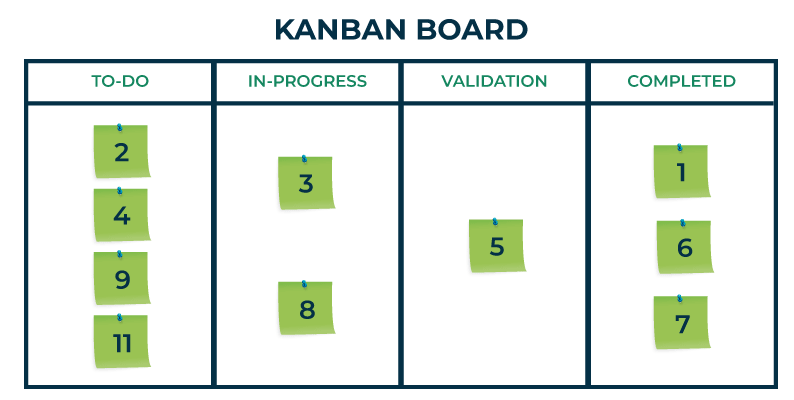 KANBAN BOARD
TO-DO
IN-PROGRESS
VALIDATION
COMPLETED
2
4
9
11
3
8
5
1
6
7